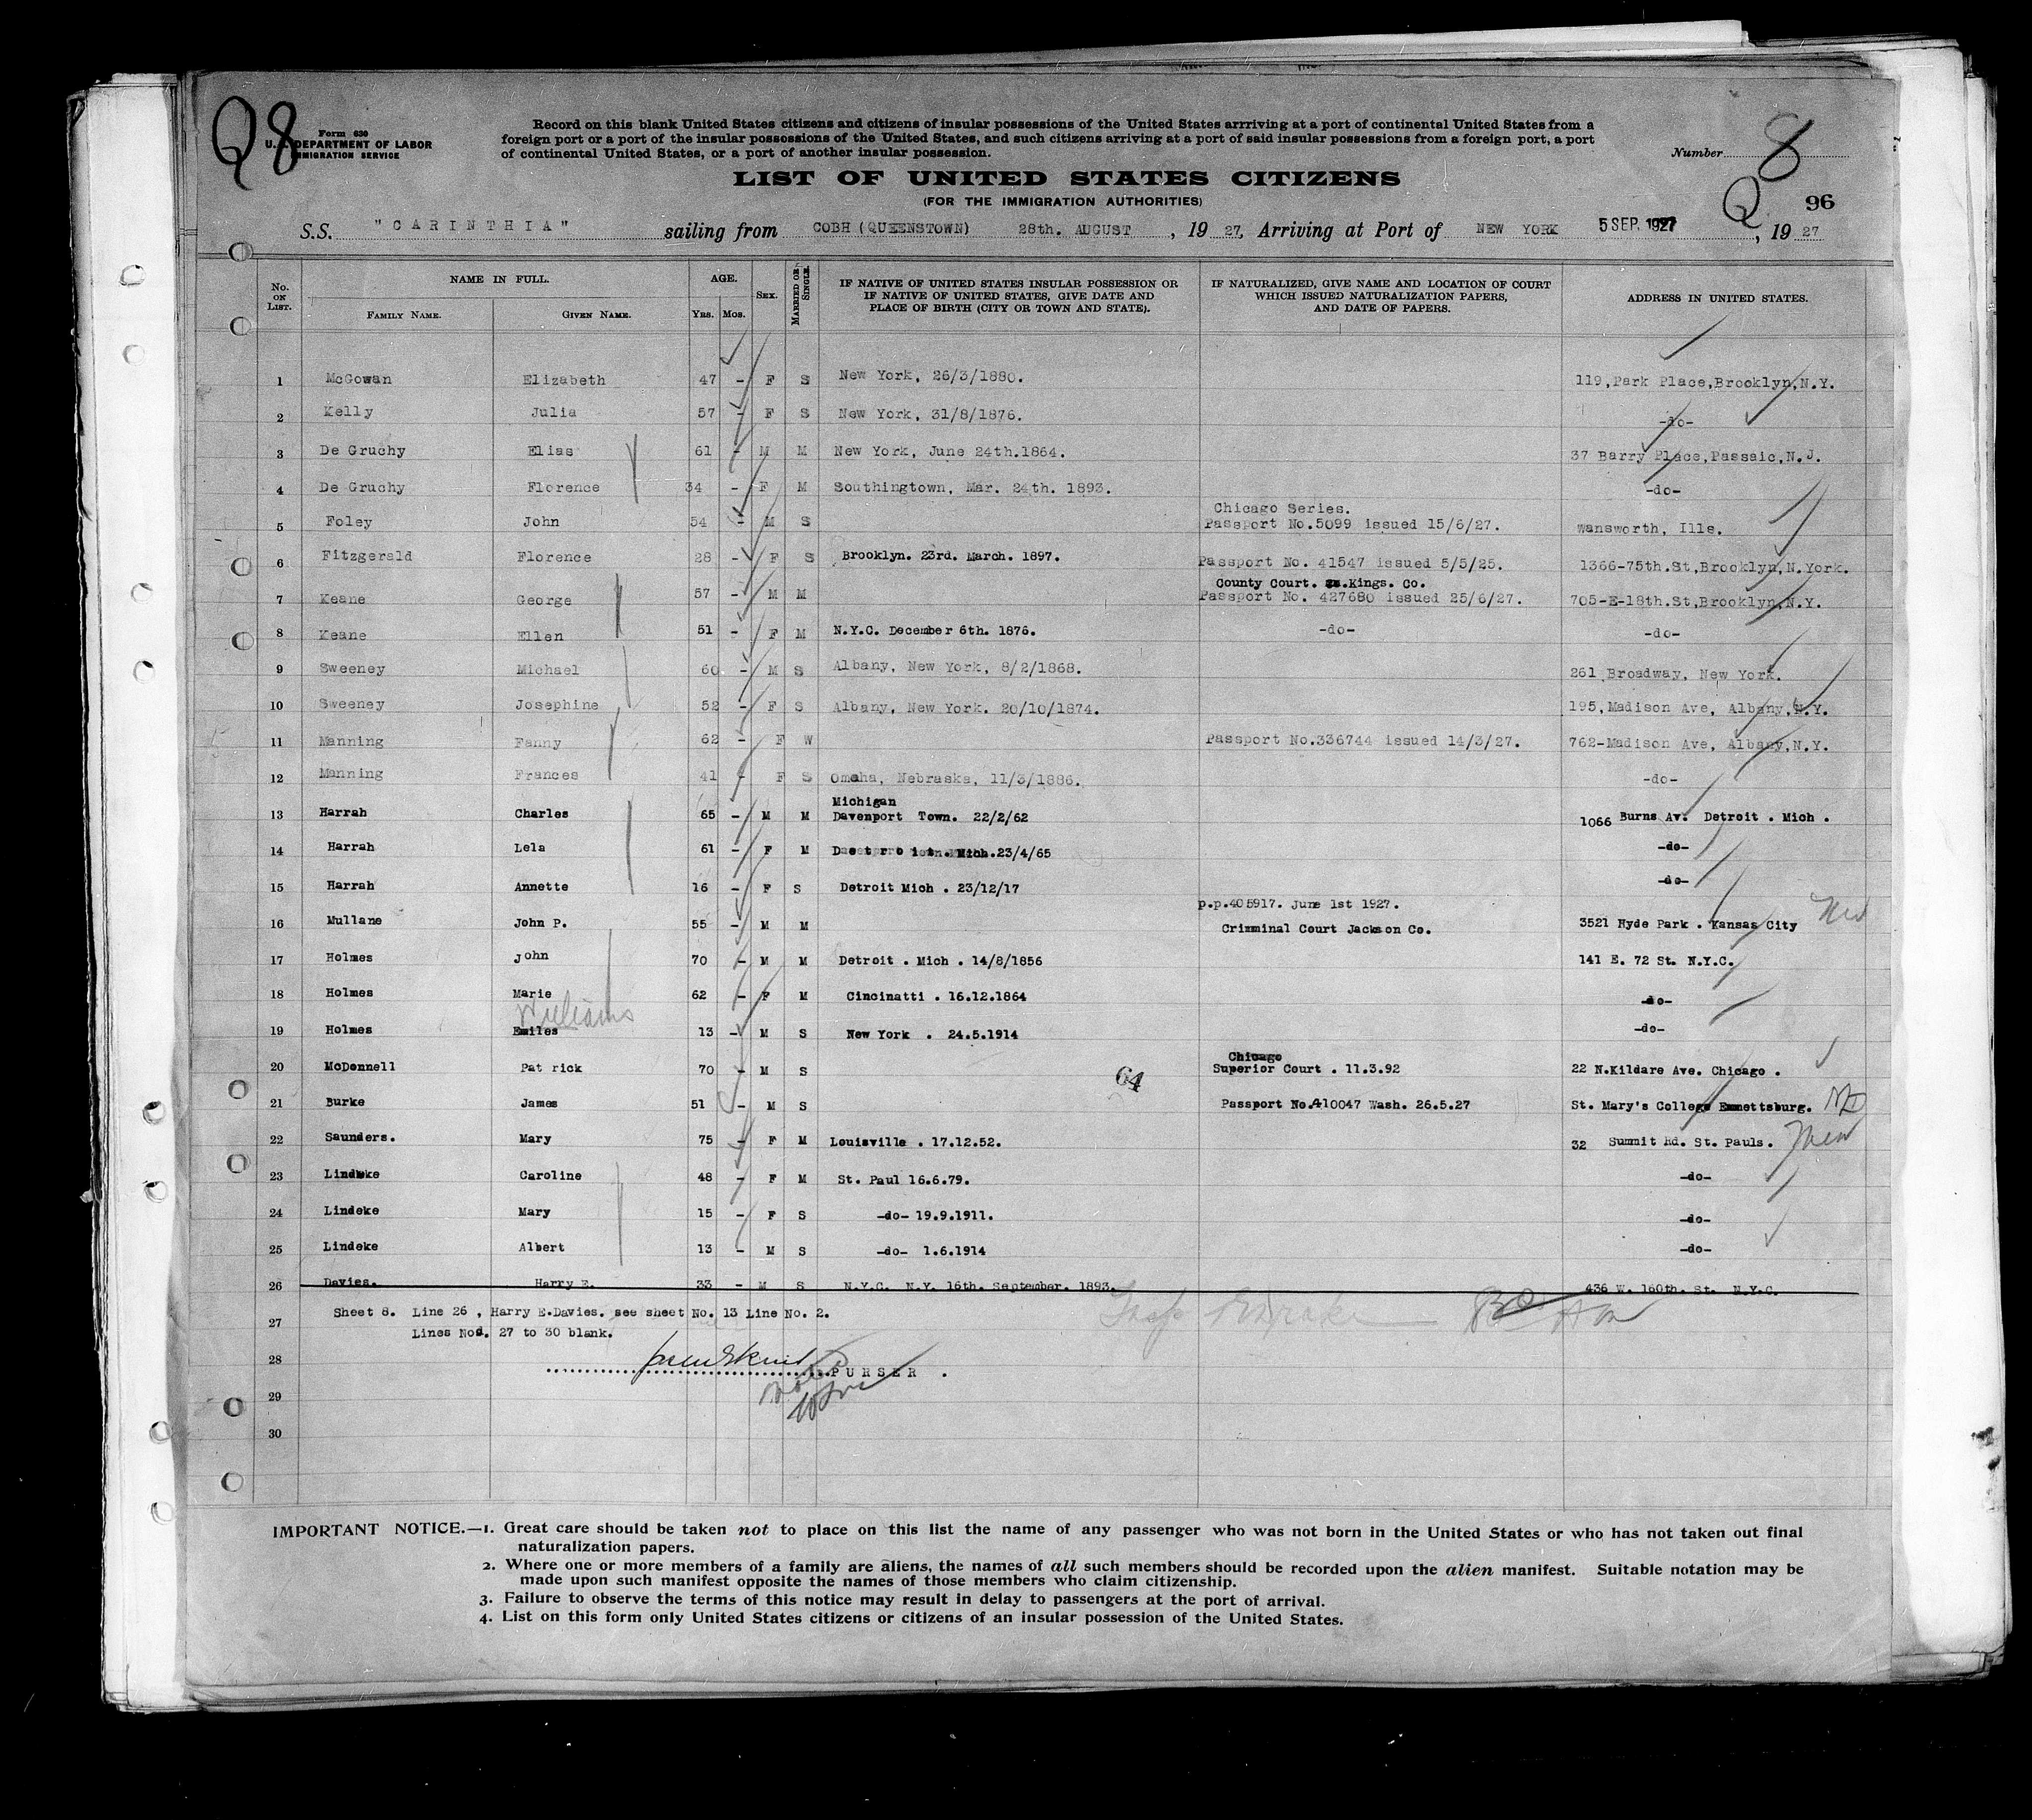 Q8
Form 630
U.S. DEPARTMENT OF LABOR
IMMIGRATION SERVICE
Record on this blank United States citizens and citizens of insular possessions of the United States arrriving at a port of continental United States from a
foreign port or a port of the insular possessions of the United States, and such citizens arriving at a port of said insular possessions from a foreign port, a port
of continental United States, or a port of another insular possession.
Number 8
LIST OF UNITED STATES CITIZENS
(FOR THE IMMIGRATION AUTHORITIES)
Q 96
S.S. "CARINTHIA" sailing from COBH (QUEENSTOWN) 28th. AUGUST , 19 27, Arriving at Port of NEW YORK 5 SEP. 1927 , 19 27
No. ON LIST. NAME IN FULL. FAMILY NAME. GIVEN NAME. AGE. YRS. MOS. SEX. MARRIED OR SINGLE. IF NATIVE OF UNITED STATES INSULAR POSSESSION OR IF NATIVE OF UNITED STATES, GIVE DATE AND PLACE OF BIRTH (CITY OR TOWN AND STATE). IF NATURALIZED, GIVE NAME AND LOCATION OF COURT WHICH ISSUED NATURALIZATION PAPERS, AND DATE OF PAPERS. ADDRESS IN UNITED STATES.
1 McGowan Elizabeth 47 - F S New York, 26/3/1880. 119,Park Place,Brooklyn,N.Y.
2 Kelly Julia 57 - F S New York, 31/8/1876. -do-
3 De Gruchy Elias 61 - M M New York, June 24th.1864. 37 Barry Place,Passaic,N.J.
4 De Gruchy Florence 34 - F M Southingtown, Mar. 24th. 1893. -do-
Chicago Series.
5 Foley John 54 - M S Passport No.5099 issued 15/6/27. Wansworth, Ills.
6 Fitzgerald Florence 28 - F S Brooklyn. 23rd. March. 1897. Passport No. 41547 issued 5/5/25. 1366-75th.St,Brooklyn,N.York.
County Court. .Kings. Co.
7 Keane George 57 - M M Passport No. 427680 issued 25/6/27. 705-E-18th.St,Brooklyn,N.Y.
8 Keane Ellen 51 - F M N.Y.C. December 6th. 1876. -do- -do-
9 Sweeney Michael 60 - M S Albany, New York, 8/2/1868. 261 Broadway, New York.
10 Sweeney Josephine 52 - F S Albany, New York. 20/10/1874. 195,Madison Ave, Albany,N.Y.
11 Manning Fanny 62 - F W Passport No.336744 issued 14/3/27. 762-Madison Ave, Albany,N.Y.
12 Manning Frances 41 - F S Omaha, Nebraska, 11/3/1886. -do-
Michigan
13 Harrah Charles 65 - M M Davenport Town. 22/2/62 1066 Burns Av. Detroit . Mich .
14 Harrah Lela 61 - F M Detroit. Mich.23/4/65 -do-
15 Harrah Annette 16 - F S Detroit Mich . 23/12/17 -do-
p.p.405917. June 1st 1927.
16 Mullane John P. 55 - M M Crimminal Court Jackson Co. 3521 Hyde Park . Kansas City
17 Holmes John 70 - M M Detroit . Mich . 14/8/1856 141 E. 72 St. N.Y.C.
18 Holmes Marie 62 - F M Cincinatti . 16.12.1864 -do-
Williams
19 Holmes Emiles 13 - M S New York . 24.5.1914 -do-
Chicago
20 McDonnell Pat rick 70 - M S 64 Superior Court . 11.3.92 22 N.Kildare Ave. Chicago .
21 Burke James 51 - M S Passport No.410047 Wash. 26.5.27 St. Mary's College Emmettsburg. MD
22 Saunders. Mary 75 - F M Louisville . 17.12.52. 32 Summit Rd. St. Pauls.
23 Lindeke Caroline 48 - F M St. Paul 16.6.79. -do-
24 Lindeke Mary 15 - F S -do- 19.9.1911. -do-
25 Lindeke Albert 13 - M S -do- 1.6.1914 -do-
26 Davies. Harry E. 33 - M S N.Y.C. N.Y. 16th. September. 1893. 436 W. 160th. St. N.Y.C.
Sheet 8. Line 26 , Harry E.Davies. see sheet No. 13 Line No. 2.
27
Lines Nos. 27 to 30 blank.
28
PURSER .
29
30
IMPORTANT NOTICE.—1. Great care should be taken not to place on this list the name of any passenger who was not born in the United States or who has not taken out final
naturalization papers.
2. Where one or more members of a family are aliens, the names of all such members should be recorded upon the alien manifest. Suitable notation may be
made upon such manifest opposite the names of those members who claim citizenship.
3. Failure to observe the terms of this notice may result in delay to passengers at the port of arrival.
4. List on this form only United States citizens or citizens of an insular possession of the United States.